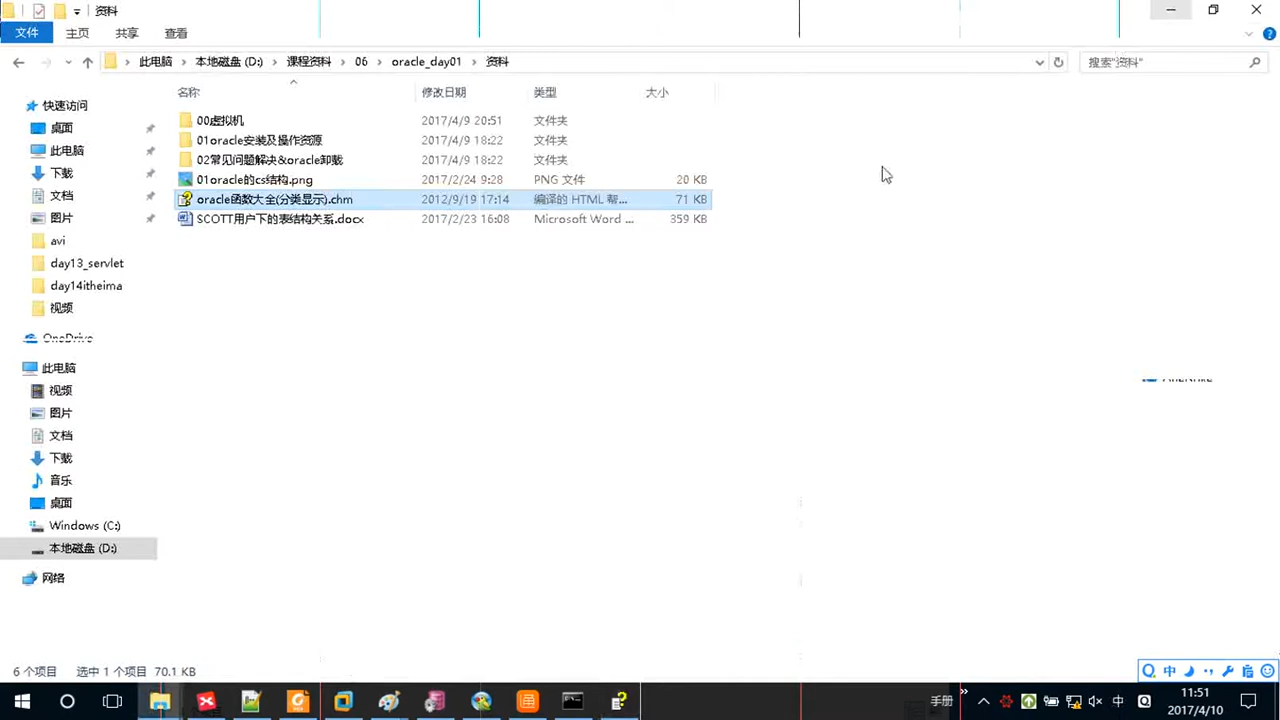 资料
文件 主页 共享 查看
此电脑 本地磁盘 (D:) 课程资料 06 oracle_day01 资料 搜索"资料"
名称 修改日期 类型 大小
快速访问
桌面
此电脑
下载
文档
图片
avi
day13_servlet
day14itheima
视频
OneDrive
此电脑
视频
图片
文档
下载
音乐
桌面
Windows (C:)
本地磁盘 (D:)
网络
00虚拟机 2017/4/9 20:51 文件夹
01oracle安装及操作资源 2017/4/9 18:22 文件夹
02常见问题解决&oracle卸载 2017/4/9 18:22 文件夹
01oracle的cs结构.png 2017/2/24 9:28 PNG 文件 20 KB
oracle函数大全(分类显示).chm 2012/9/19 17:14 编译的 HTML 帮... 71 KB
SCOTT用户下的表结构关系.docx 2017/2/23 16:08 Microsoft Word ... 359 KB
6 个项目 选中 1 个项目 70.1 KB
中
手册 中 11:51
2017/4/10